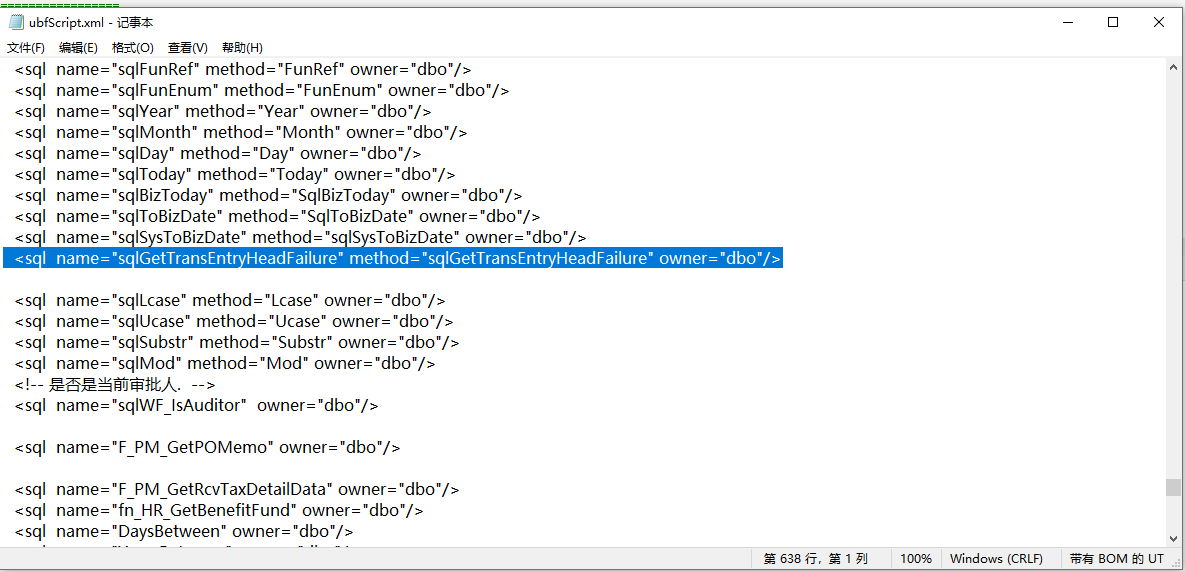 ubfScript.xml - 记事本
文件(F) 编辑(E) 格式(O) 查看(V) 帮助(H)
<sql  name="sqlFunRef" method="FunRef" owner="dbo"/>
<sql  name="sqlFunEnum" method="FunEnum" owner="dbo"/>
<sql  name="sqlYear" method="Year" owner="dbo"/>
<sql  name="sqlMonth" method="Month" owner="dbo"/>
<sql  name="sqlDay" method="Day" owner="dbo"/>
<sql  name="sqlToday" method="Today" owner="dbo"/>
<sql  name="sqlBizToday" method="SqlBizToday" owner="dbo"/>
<sql  name="sqlToBizDate" method="SqlToBizDate" owner="dbo"/>
<sql  name="sqlSysToBizDate" method="sqlSysToBizDate" owner="dbo"/>
<sql  name="sqlGetTransEntryHeadFailure" method="sqlGetTransEntryHeadFailure" owner="dbo"/>
<sql  name="sqlLcase" method="Lcase" owner="dbo"/>
<sql  name="sqlUcase" method="Ucase" owner="dbo"/>
<sql  name="sqlSubstr" method="Substr" owner="dbo"/>
<sql  name="sqlMod" method="Mod" owner="dbo"/>
<!-- 是否是当前审批人.  -->
<sql  name="sqlWF_IsAuditor"  owner="dbo"/>
<sql  name="F_PM_GetPOMemo" owner="dbo"/>
<sql  name="F_PM_GetRcvTaxDetailData" owner="dbo"/>
<sql  name="fn_HR_GetBenefitFund" owner="dbo"/>
<sql  name="DaysBetween" owner="dbo"/>
第 638 行，第 1 列 100% Windows (CRLF) 带有 BOM 的 UT